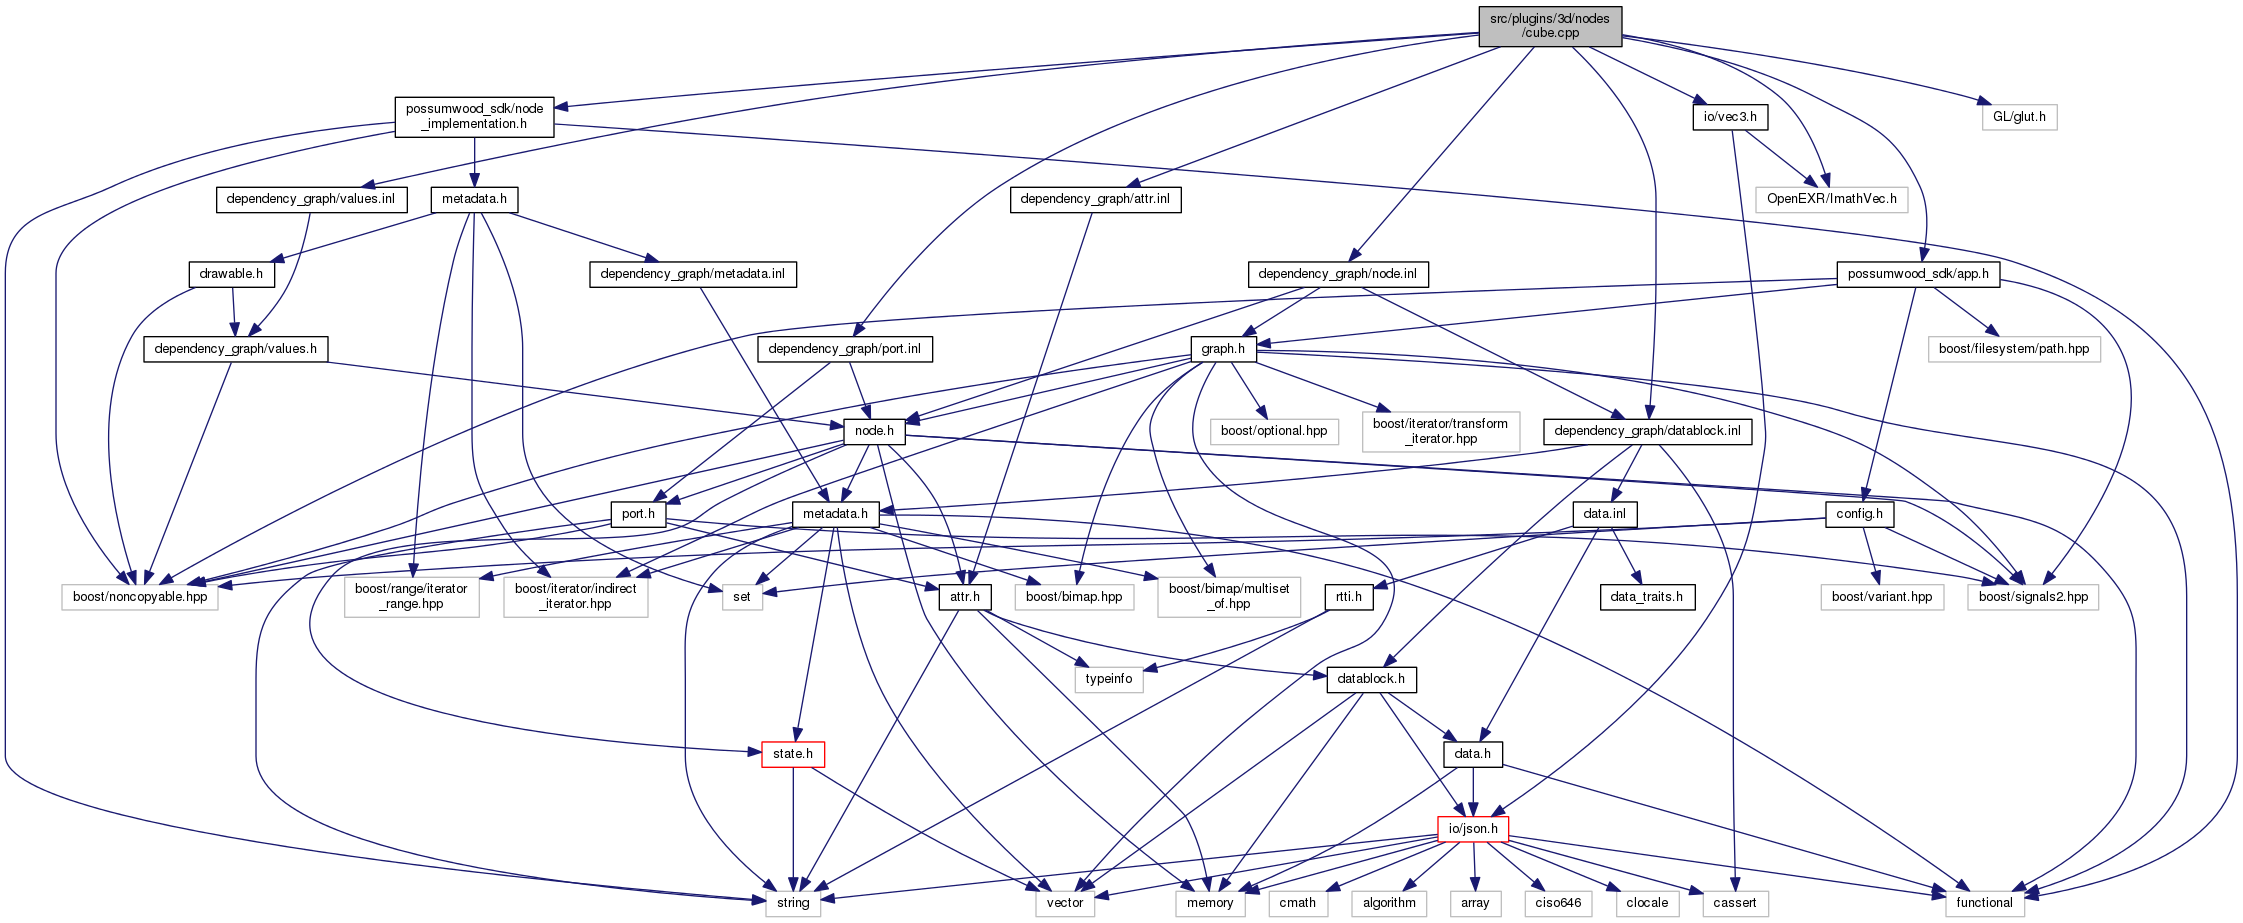 src/plugins/3d/nodes
/cube.cpp
possumwood_sdk/node
_implementation.h
io/vec3.h
GL/glut.h
dependency_graph/values.inl
metadata.h
dependency_graph/attr.inl
OpenEXR/ImathVec.h
drawable.h
dependency_graph/metadata.inl
dependency_graph/node.inl
possumwood_sdk/app.h
dependency_graph/values.h
dependency_graph/port.inl
graph.h
boost/filesystem/path.hpp
node.h
boost/optional.hpp
boost/iterator/transform
_iterator.hpp
dependency_graph/datablock.inl
port.h
metadata.h
data.inl
config.h
boost/noncopyable.hpp
boost/range/iterator
_range.hpp
boost/iterator/indirect
_iterator.hpp
set
attr.h
boost/bimap.hpp
boost/bimap/multiset
_of.hpp
rtti.h
data_traits.h
boost/variant.hpp
boost/signals2.hpp
typeinfo
datablock.h
state.h
data.h
io/json.h
string
vector
memory
cmath
algorithm
array
ciso646
clocale
cassert
functional